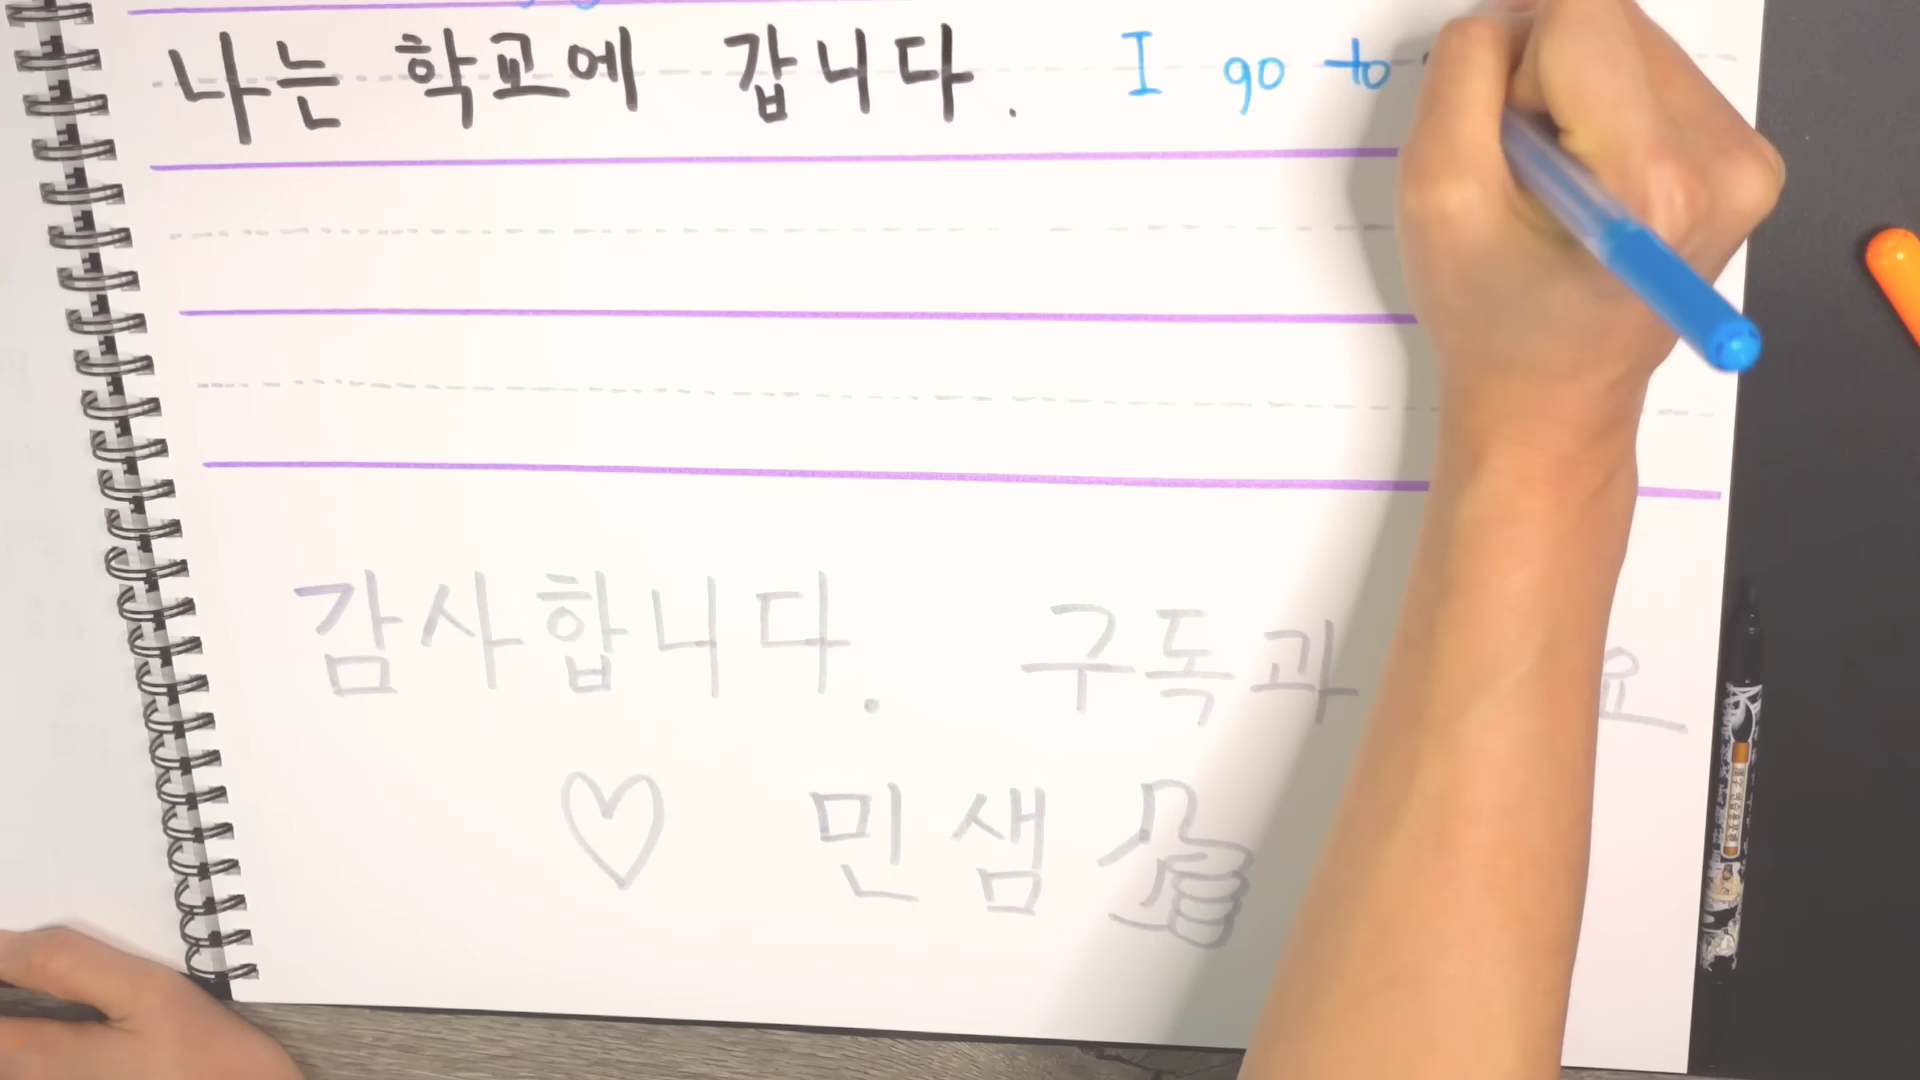 나는 학교에 갑니다. I go to
감사합니다. 구독과 요
민샘